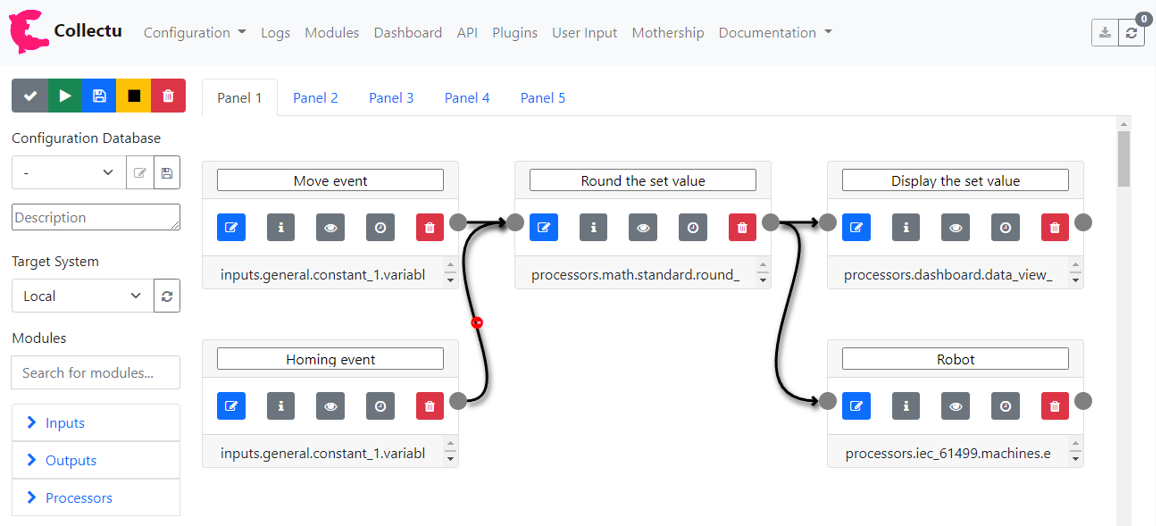 0
Collectu Configuration Logs Modules Dashboard API Plugins User Input Mothership Documentation
Panel 1 Panel 2 Panel 3 Panel 4 Panel 5
Configuration Database
-
Description
Target System
Local
Modules
Search for modules...
Inputs
Outputs
Processors
Move event
inputs.general.constant_1.variabl
Round the set value
processors.math.standard.round_
Display the set value
processors.dashboard.data_view_
Homing event
inputs.general.constant_1.variabl
Robot
processors.iec_61499.machines.e